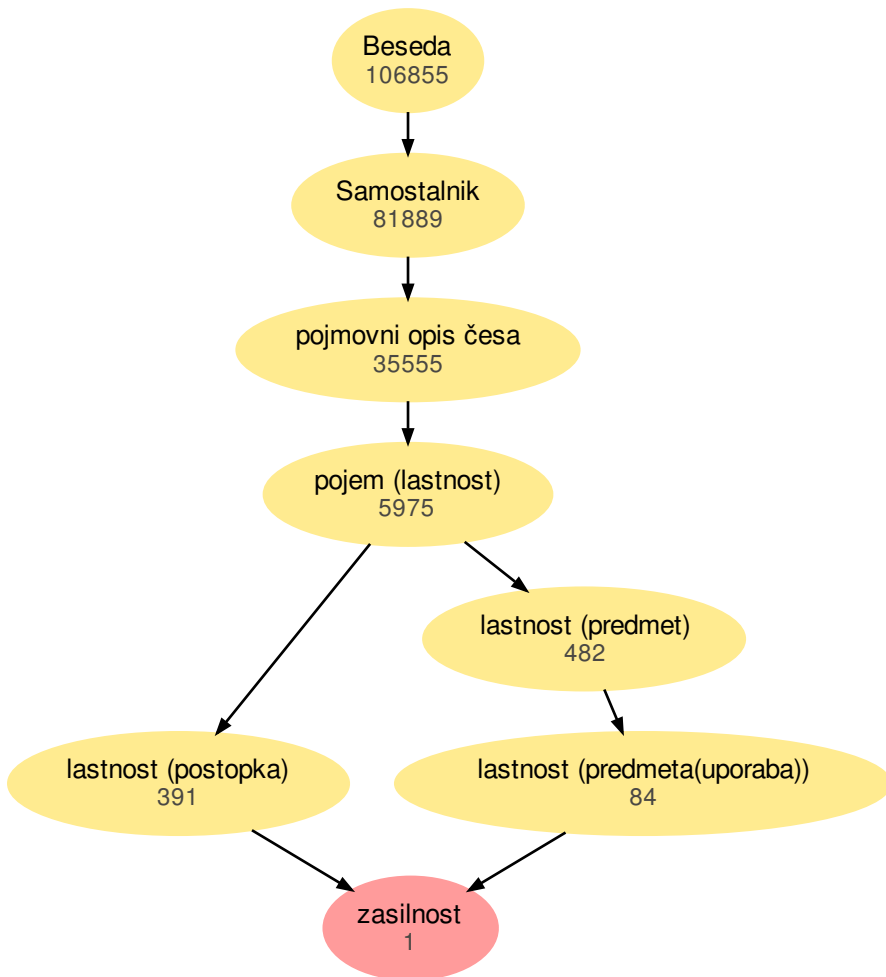 Beseda
106855
Samostalnik
81889
pojmovni opis česa
35555
pojem (lastnost)
5975
lastnost (predmet)
482
lastnost (postopka)
391
lastnost (predmeta(uporaba))
84
zasilnost
1